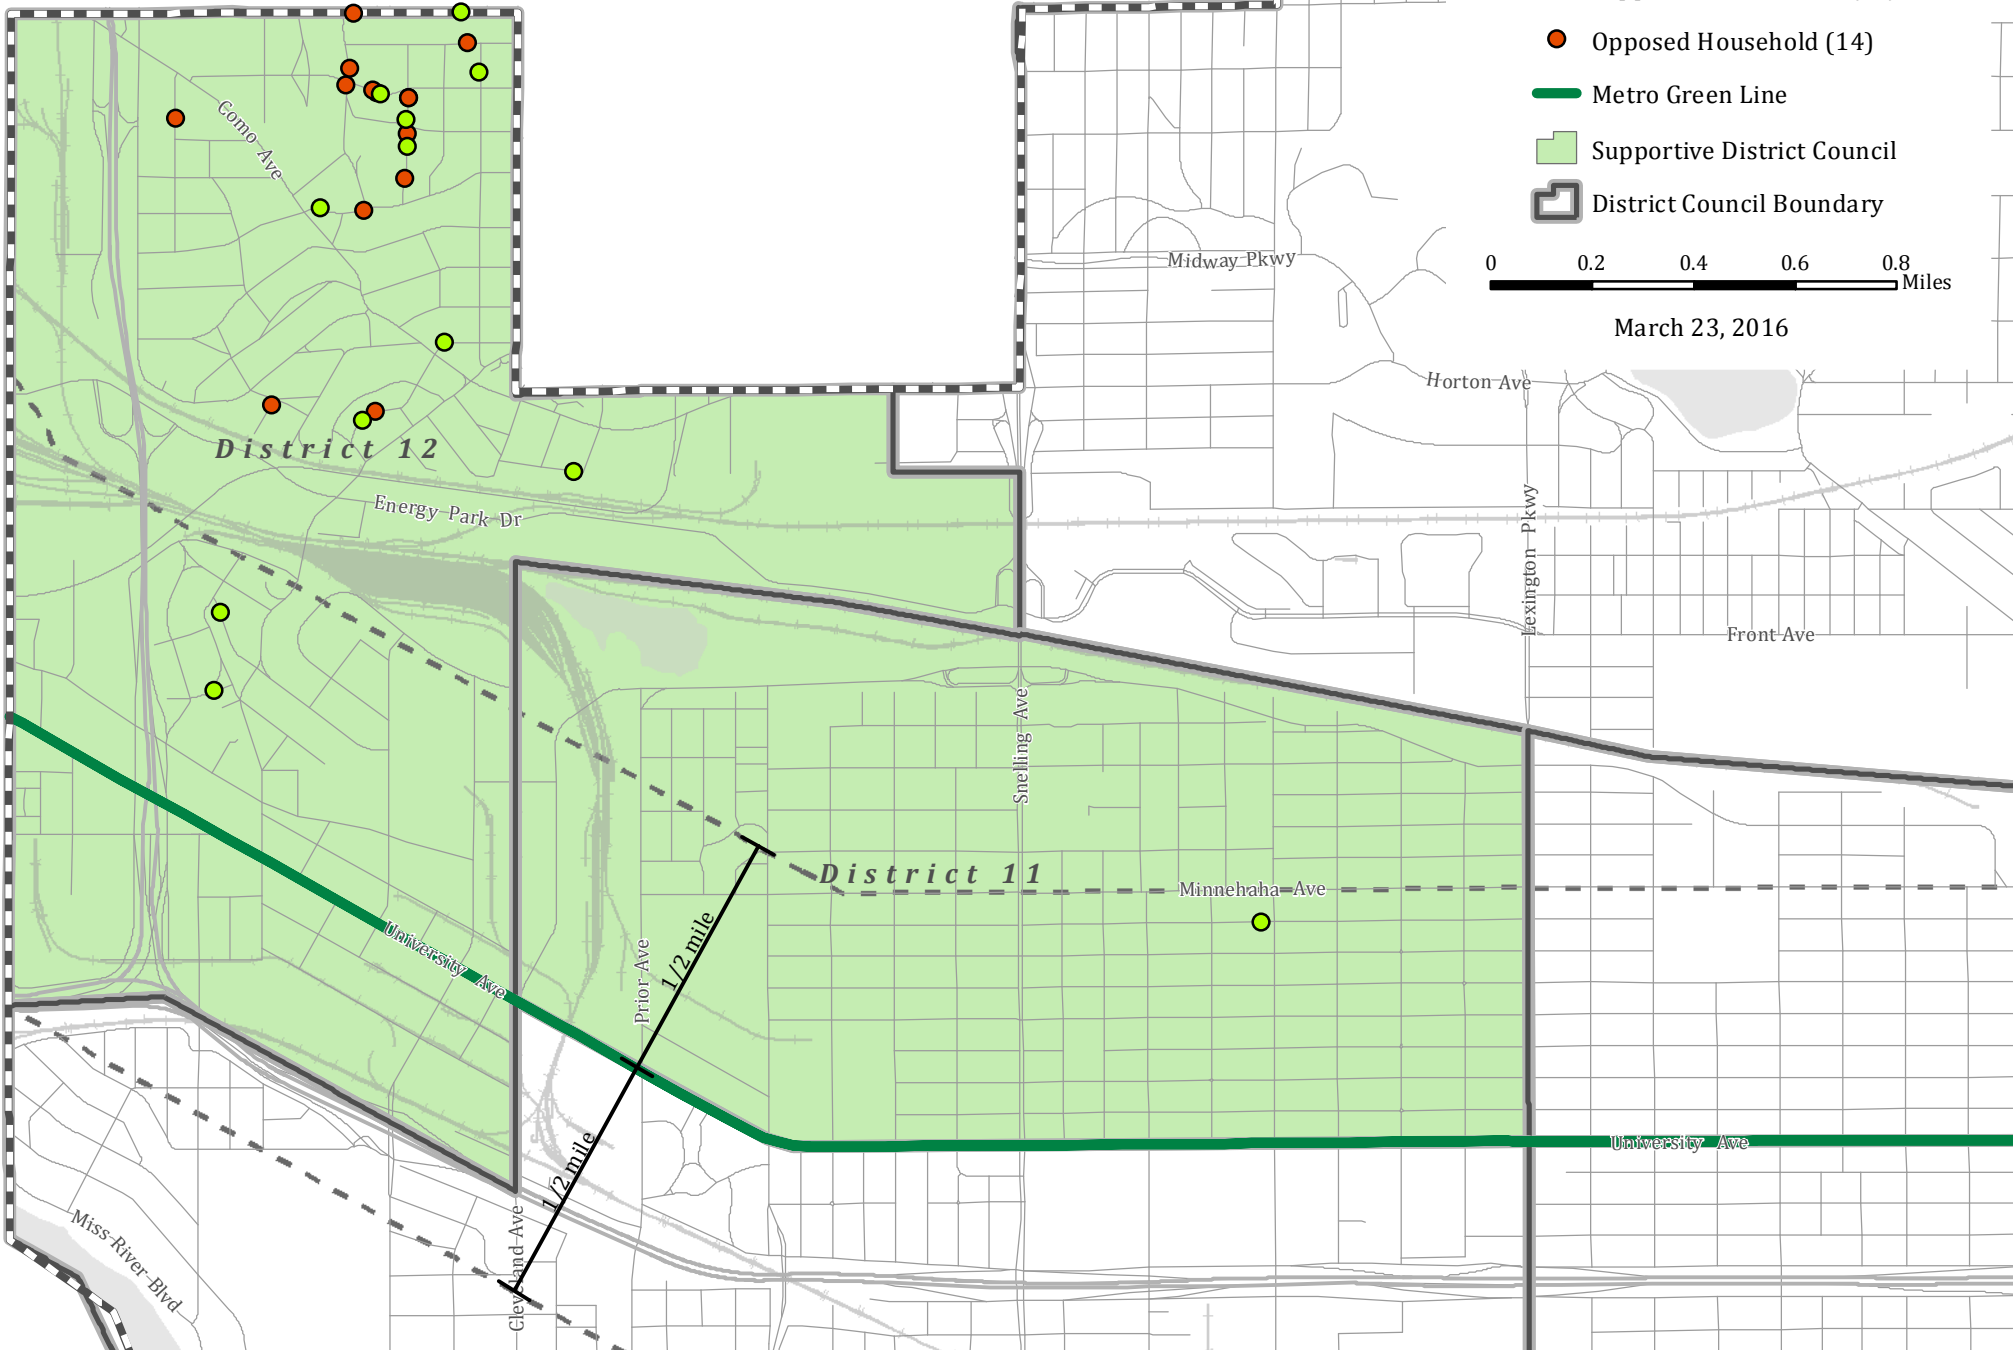 Opposed Household (14)
Metro Green Line
Supportive District Council
District Council Boundary
0 0.2 0.4 0.6 0.8
Miles
March 23, 2016
Como Ave
Midway Pkwy
Horton Ave
District 12
Energy Park Dr
Lexington Pkwy
Front Ave
Snelling Ave
District 11
Minnehaha Ave
1/2 mile
University Ave
Prior Ave
University Ave
1/2 mile
Cleveland Ave
Miss River Blvd